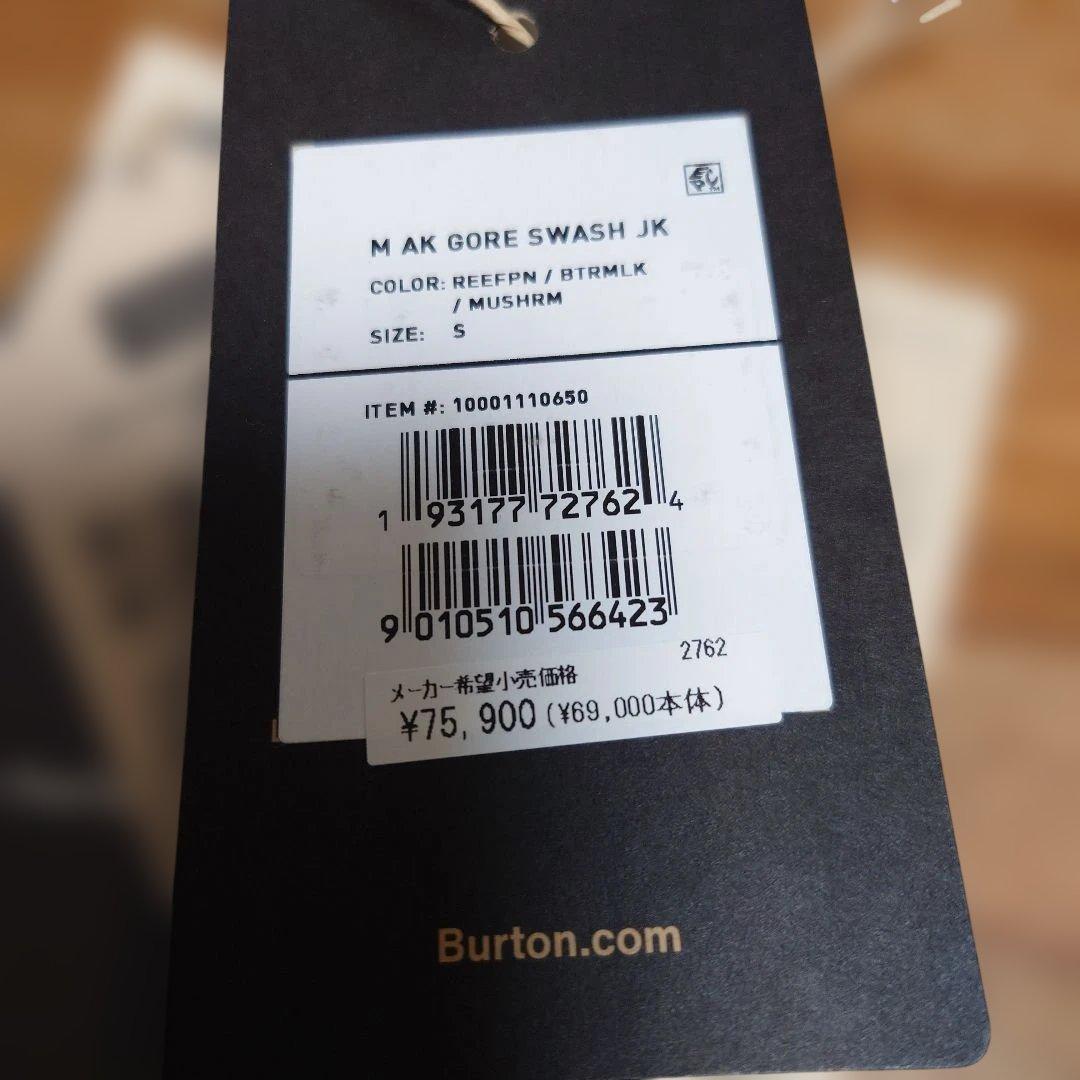 M AK GORE SWASH JK
COLOR: REEFPN / BTRMLK
/ MUSHRM
SIZE: S
ITEM #: 10001110650
1 93177 72762 4
9 010510 566423
2762
メーカー希望小売価格
¥75,900 (¥69,000本体)
Burton.com